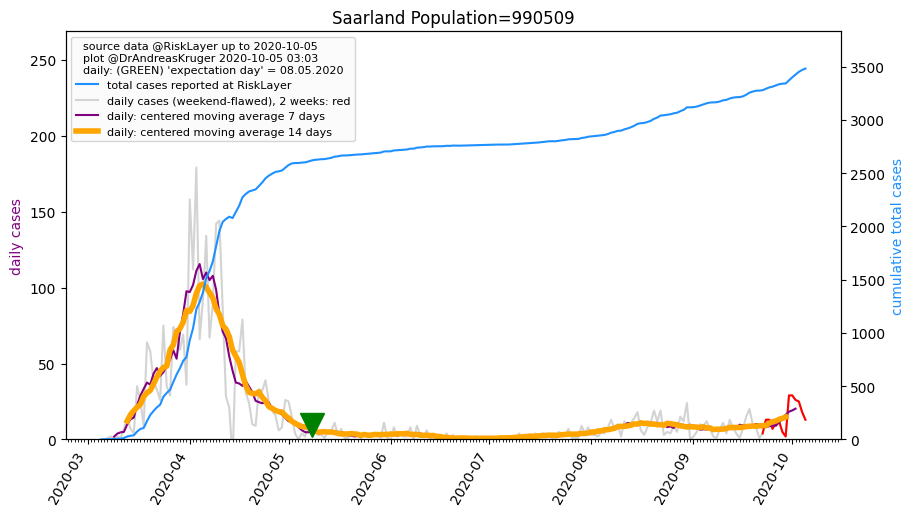 Saarland Population=990509
source data @RiskLayer up to 2020-10-05
plot @DrAndreasKruger 2020-10-05 03:03
daily: (GREEN) 'expectation day' = 08.05.2020
total cases reported at RiskLayer
daily cases (weekend-flawed), 2 weeks: red
daily: centered moving average 7 days
daily: centered moving average 14 days
daily cases
250
200
150
100
50
0
cumulative total cases
3500
3000
2500
2000
1500
1000
500
0
2020-03
2020-04
2020-05
2020-06
2020-07
2020-08
2020-09
2020-10